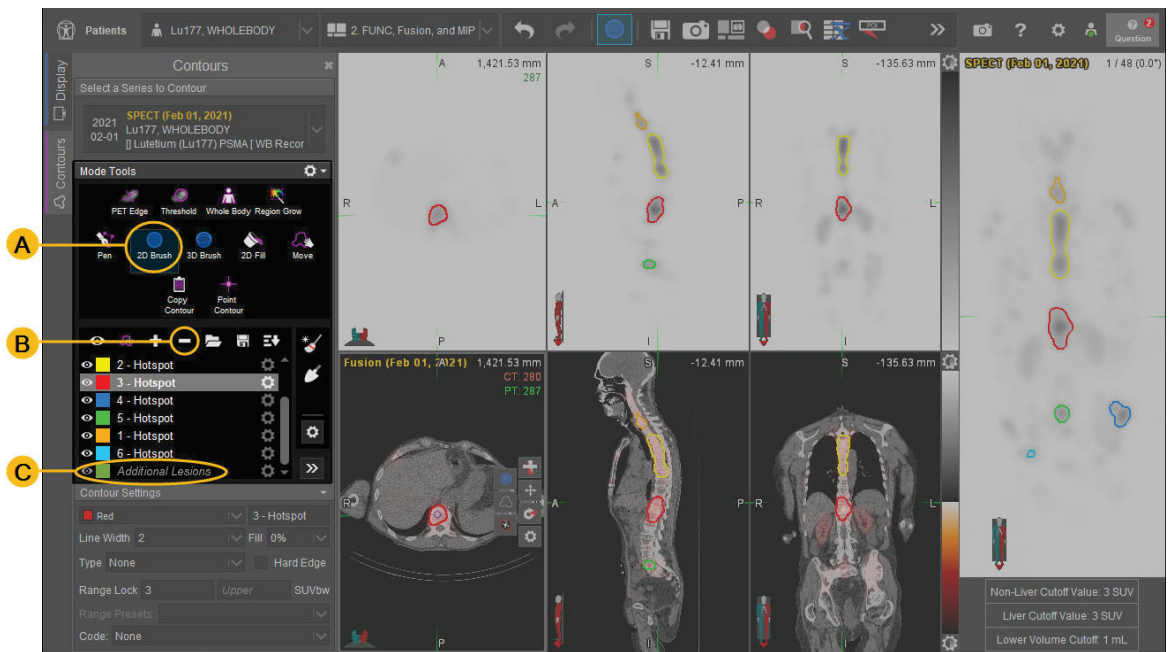 Patients
Lu177, WHOLEBODY
2. FUNC, Fusion, and MIP
POI
?
? 2
Question
Display
Contours
Contours
Select a Series to Contour
2021
02-01
SPECT (Feb 01, 2021)
Lu177, WHOLEBODY
[] Lutetium (Lu177) PSMA [ WB Recor
Mode Tools
PET Edge Threshold Whole Body Region Grow
Pen 2D Brush 3D Brush 2D Fill Move
Copy Contour Point Contour
A
B
C
2 - Hotspot
3 - Hotspot
4 - Hotspot
5 - Hotspot
1 - Hotspot
6 - Hotspot
Additional Lesions
Contour Settings
Red 3 - Hotspot
Line Width 2 Fill 0%
Type None Hard Edge
Range Lock 3 Upper SUVbw
Range Presets:
Code: None
A 1,421.53 mm
287
R L
P
S -12.41 mm
A P
I
S -135.63 mm
R L
I
SPECT (Feb 01, 2021) 1 / 48 (0.0°)
Fusion (Feb 01, 2021) A 1,421.53 mm
CT: 280
PT: 287
R
P
S -12.41 mm
A P
I
S -135.63 mm
R L
I
Non-Liver Cutoff Value: 3 SUV
Liver Cutoff Value: 3 SUV
Lower Volume Cutoff: 1 mL